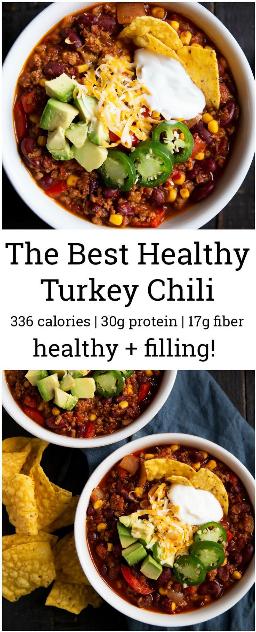 The Best Healthy
Turkey Chili
336 calories | 30g protein | 17g fiber
healthy + filling!